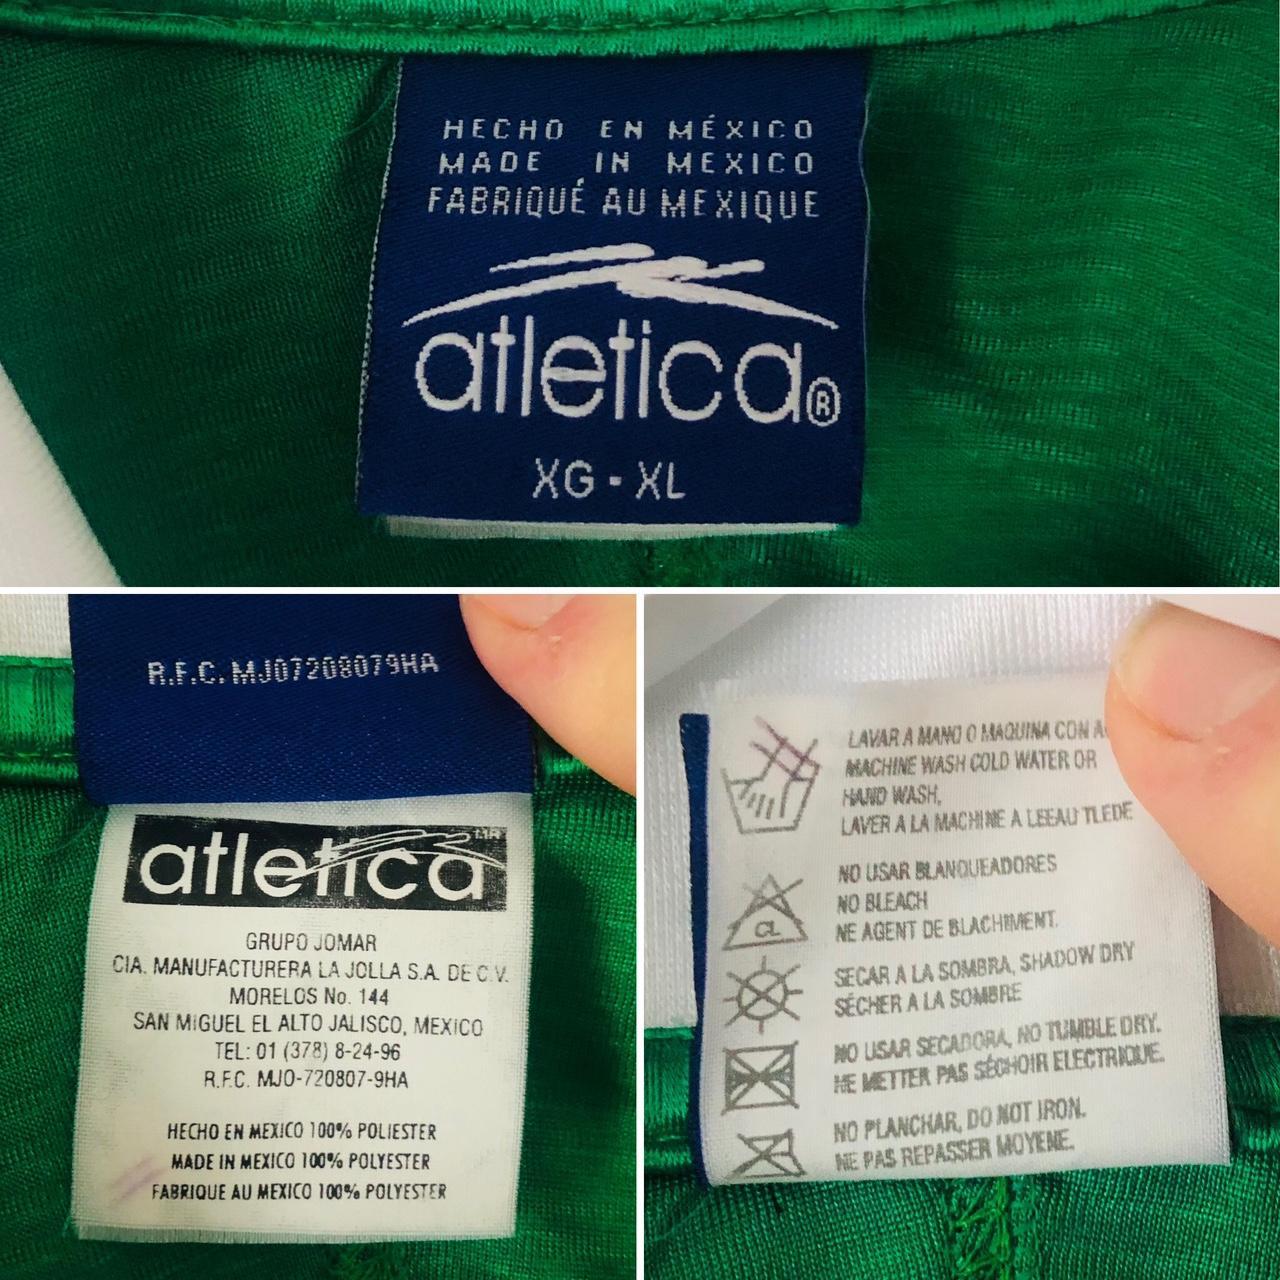 HECHO EN MÉXICO
MADE IN MEXICO
FABRIQUÉ AU MEXIQUE
atletica®
XG - XL
R.F.C. MJ07208079HA
atletica MR
GRUPO JOMAR
CIA. MANUFACTURERA LA JOLLA S.A. DE C.V.
MORELOS No. 144
SAN MIGUEL EL ALTO JALISCO, MEXICO
TEL: 01 (378) 8-24-96
R.F.C. MJO-720807-9HA
HECHO EN MEXICO 100% POLIESTER
MADE IN MEXICO 100% POLYESTER
FABRIQUE AU MEXICO 100% POLYESTER
LAVAR A MANO O MAQUINA CON
MACHINE WASH COLD WATER OR
HAND WASH,
LAVER A LA MACHINE A LEEAU TLEDE
NO USAR BLANQUEADORES
NO BLEACH
NE AGENT DE BLACHIMENT.
CL
SECAR A LA SOMBRA, SHADOW DRY
SÉCHER A LA SOMBRE
NO USAR SECADORA, NO TUMBLE DRY.
NE METTER PAS SÉCHOIR ELECTRIQUE.
NO PLANCHAR, DO NOT IRON.
NE PAS REPASSER MOYENE.